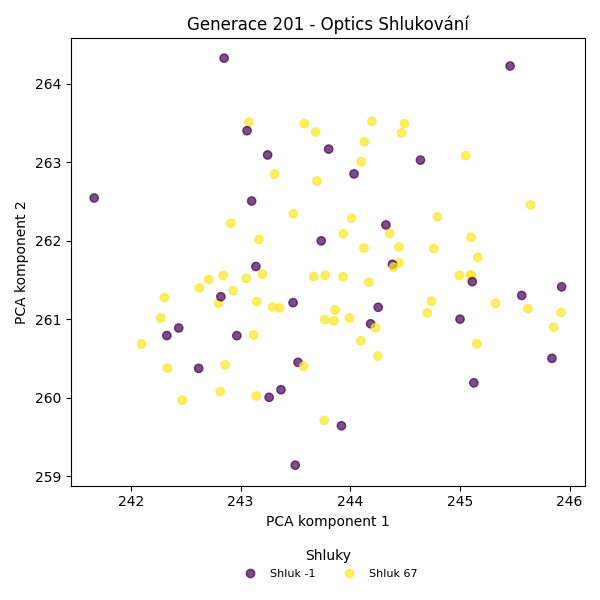 Generace 201 - Optics Shlukování
PCA komponent 2
264
263
262
261
260
259
242 243 244 245 246
PCA komponent 1
Shluky
Shluk -1 Shluk 67